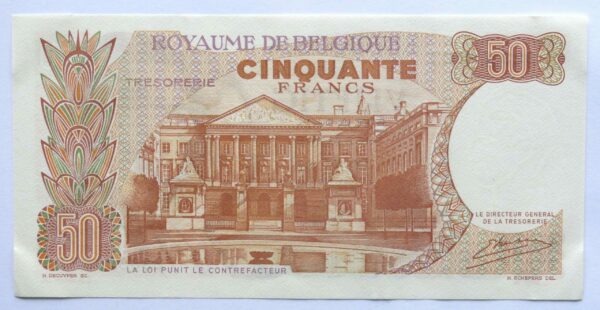 ROYAUME DE BELGIQUE
TRESORERIE
CINQUANTE
FRANCS
50
LE DIRECTEUR GENERAL
DE LA TRESORERIE
50
LA LOI PUNIT LE CONTREFACTEUR
H. DECUYPER SC.
H. SCHEPERS DEL.